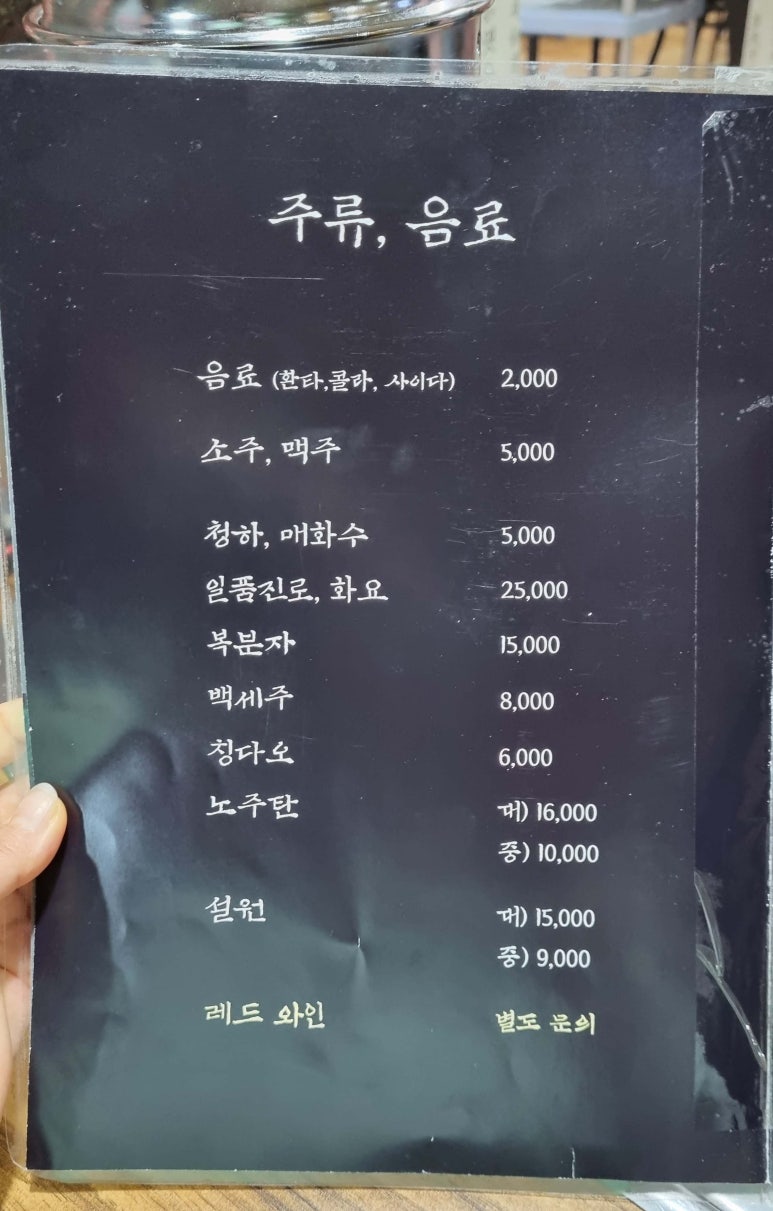 주류, 음료
음료 (환타,콜라, 사이다) 2,000
소주, 맥주 5,000
청하, 매화수 5,000
일품진로, 화요 25,000
복분자 15,000
백세주 8,000
칭다오 6,000
노주탄 대) 16,000
중) 10,000
설원 대) 15,000
중) 9,000
레드 와인 별도 문의